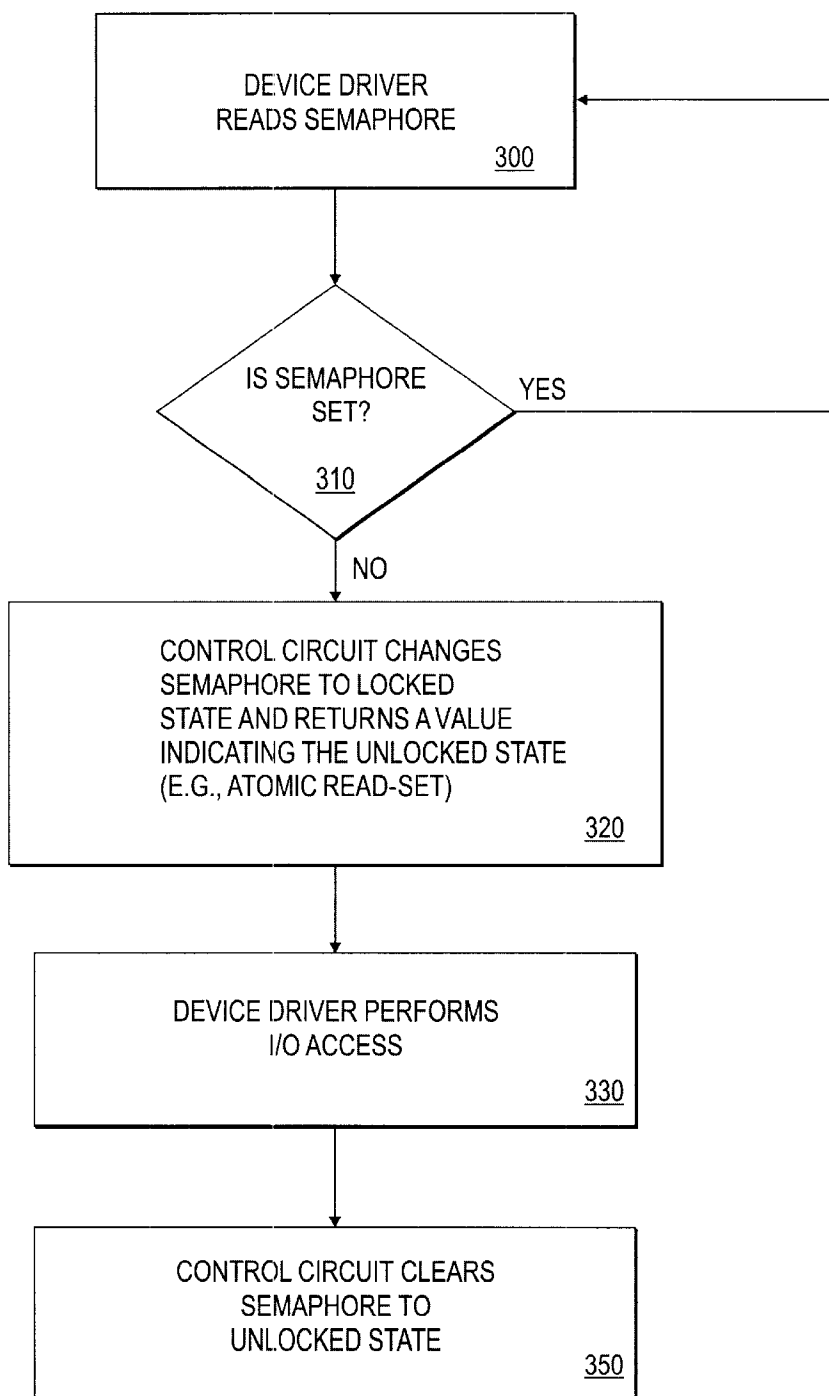 DEVICE DRIVER
READS SEMAPHORE
300
IS SEMAPHORE
SET?
310
YES
NO
CONTROL CIRCUIT CHANGES
SEMAPHORE TO LOCKED
STATE AND RETURNS A VALUE
INDICATING THE UNLOCKED STATE
(E.G., ATOMIC READ-SET)
320
DEVICE DRIVER PERFORMS
I/O ACCESS
330
CONTROL CIRCUIT CLEARS
SEMAPHORE TO
UNLOCKED STATE
350